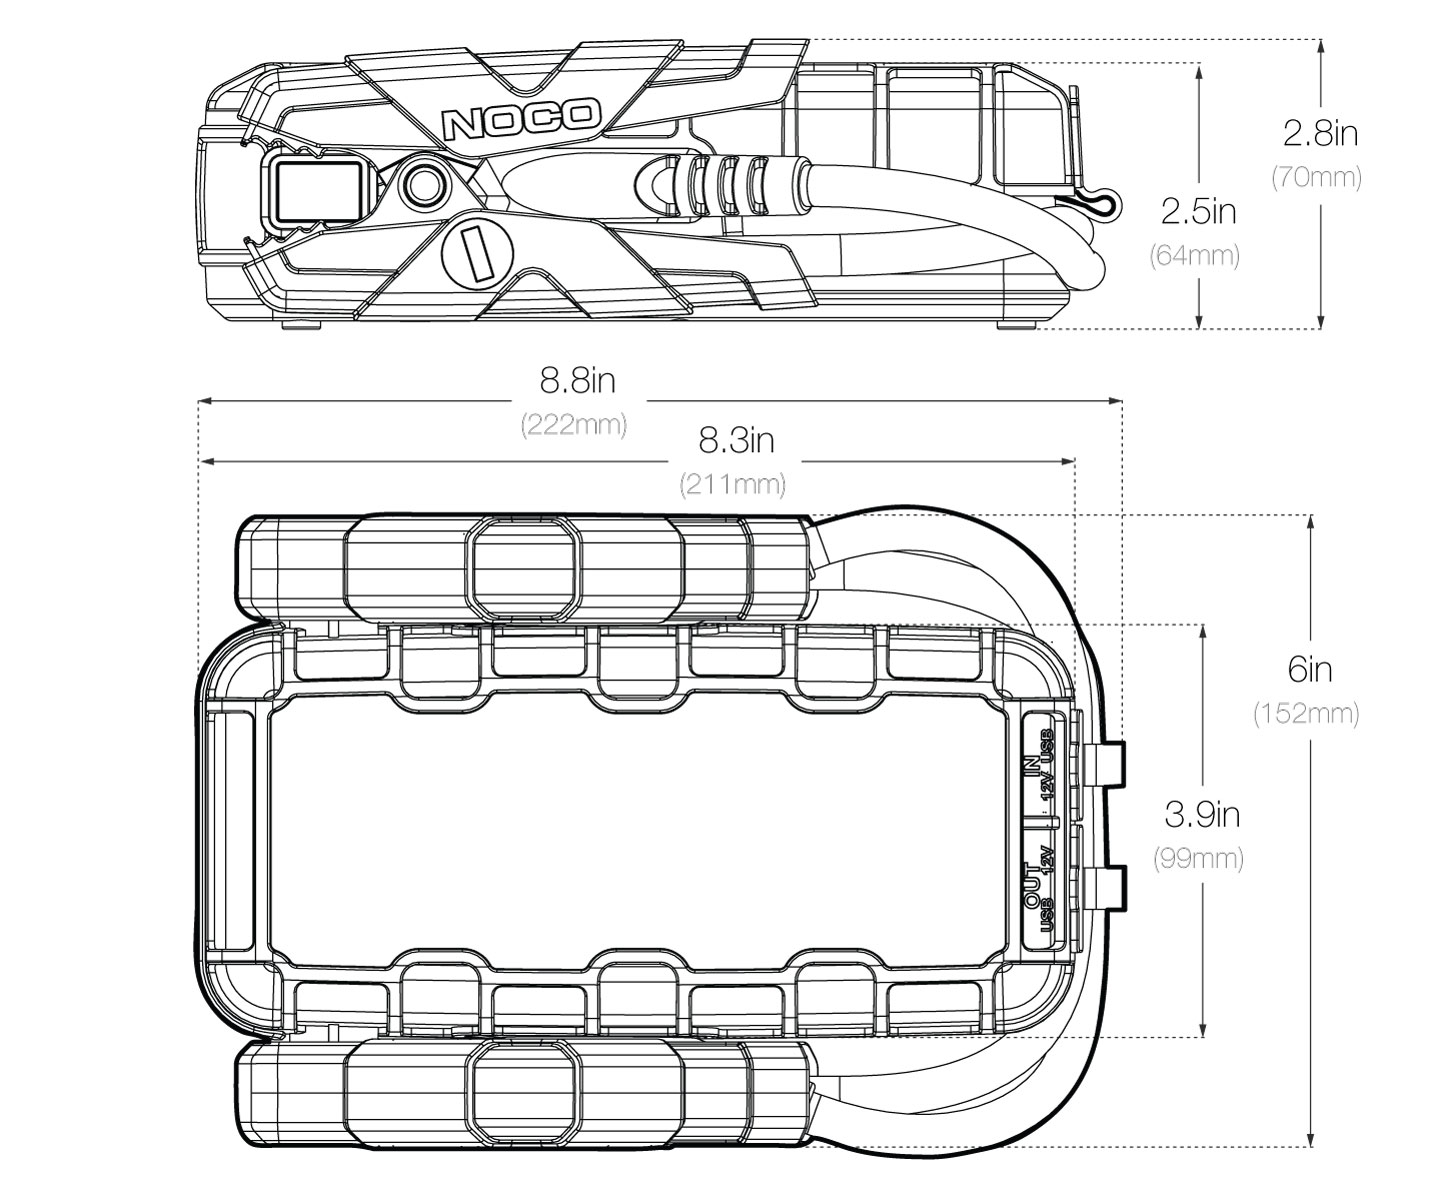 NOCO
2.8in
(70mm)
2.5in
(64mm)
8.8in
(222mm)
8.3in
(211mm)
6in
(152mm)
3.9in
(99mm)
IN
12V USB
OUT
USB 12V